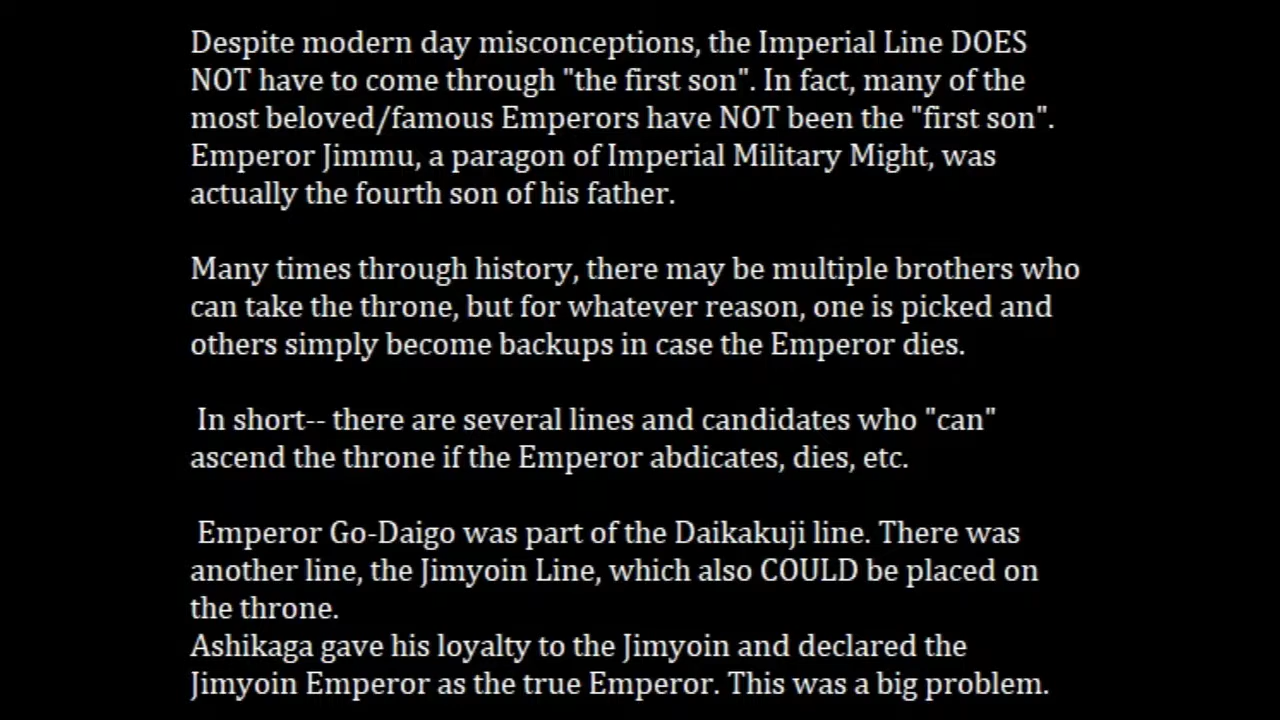 Despite modern day misconceptions, the Imperial Line DOES
NOT have to come through "the first son". In fact, many of the
most beloved/famous Emperors have NOT been the "first son".
Emperor Jimmu, a paragon of Imperial Military Might, was
actually the fourth son of his father.
Many times through history, there may be multiple brothers who
can take the throne, but for whatever reason, one is picked and
others simply become backups in case the Emperor dies.
In short-- there are several lines and candidates who "can"
ascend the throne if the Emperor abdicates, dies, etc.
Emperor Go-Daigo was part of the Daikakuji line. There was
another line, the Jimyoin Line, which also COULD be placed on
the throne.
Ashikaga gave his loyalty to the Jimyoin and declared the
Jimyoin Emperor as the true Emperor. This was a big problem.